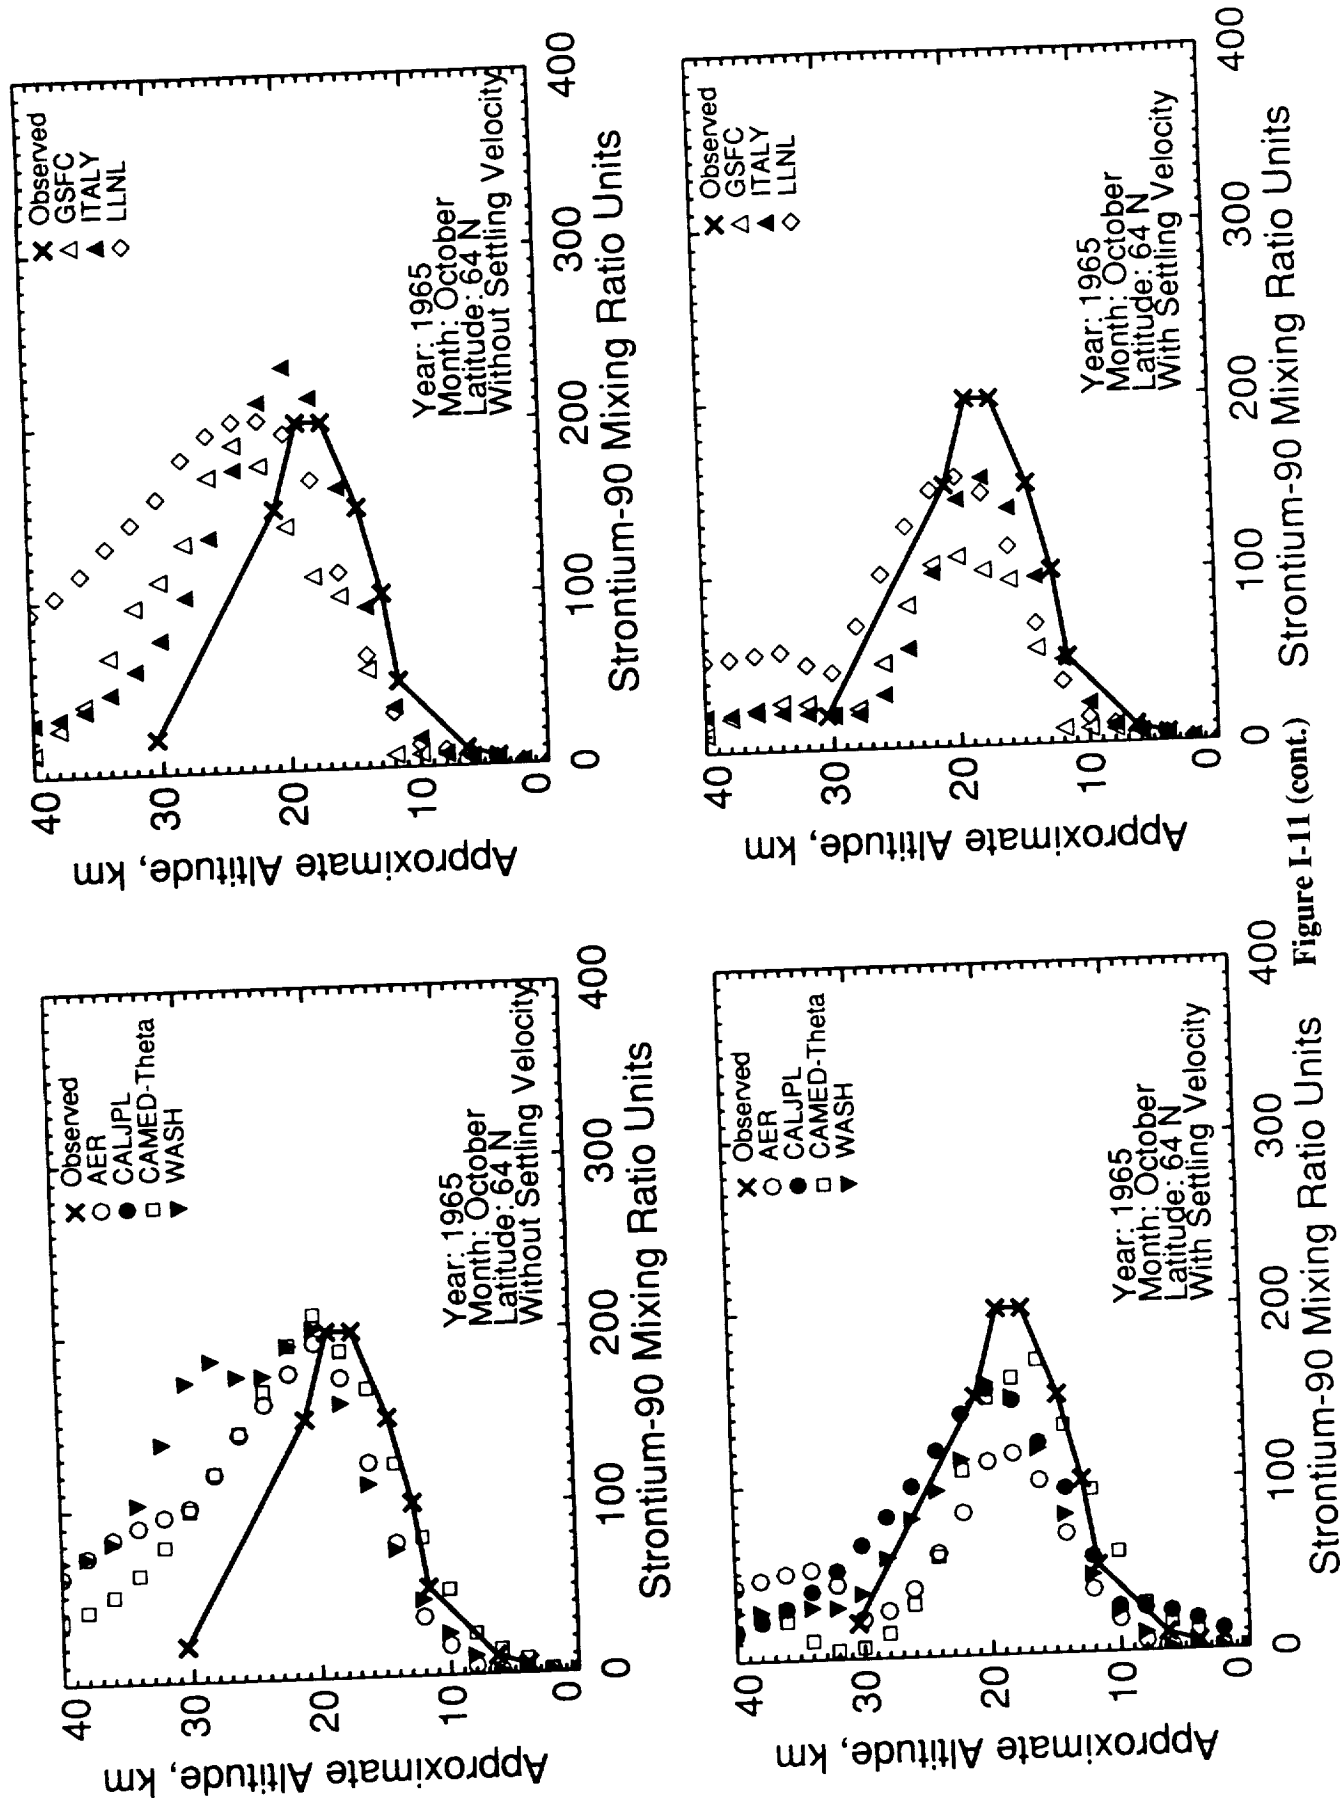 40
30
20
10
0
Approximate Altitude, km
× Observed
○ AER
● CALJPL
□ CAMED-Theta
▼ WASH
Year: 1965
Month: October
Latitude: 64 N
Without Settling Velocity
0
100
200
300
400
Strontium-90 Mixing Ratio Units
40
30
20
10
0
Approximate Altitude, km
× Observed
△ GSFC
▲ ITALY
◇ LLNL
Year: 1965
Month: October
Latitude: 64 N
Without Settling Velocity
0
100
200
300
400
Strontium-90 Mixing Ratio Units
40
30
20
10
0
Approximate Altitude, km
× Observed
○ AER
● CALJPL
□ CAMED-Theta
▼ WASH
Year: 1965
Month: October
Latitude: 64 N
With Settling Velocity
0
100
200
300
400
Strontium-90 Mixing Ratio Units
40
30
20
10
0
Approximate Altitude, km
× Observed
△ GSFC
▲ ITALY
◇ LLNL
Year: 1965
Month: October
Latitude: 64 N
With Settling Velocity
0
100
200
300
400
Strontium-90 Mixing Ratio Units
Figure I-11 (cont.)